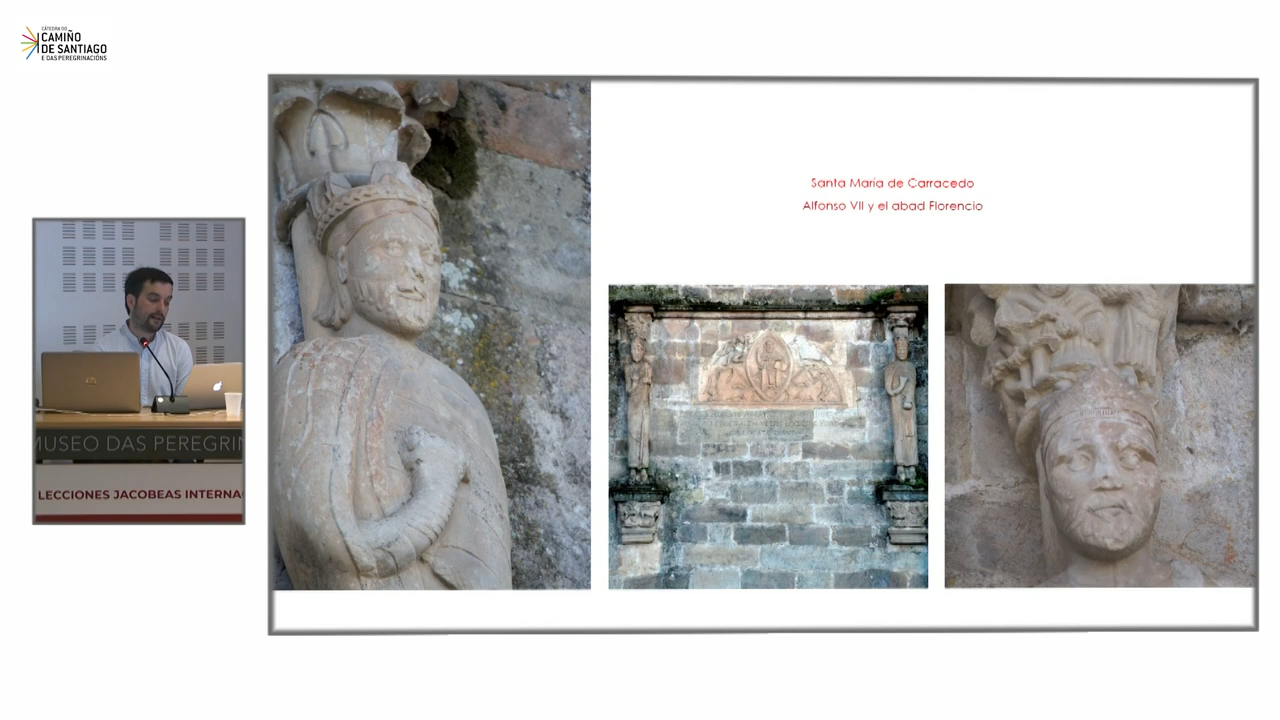 CÁTEDRA DO
CAMIÑO
DE SANTIAGO
E DAS PEREGRINACIÓNS
Santa María de Carracedo
Alfonso VII y el abad Florencio
MUSEO DAS PEREGRIN
LECCIONES JACOBEAS INTERNA